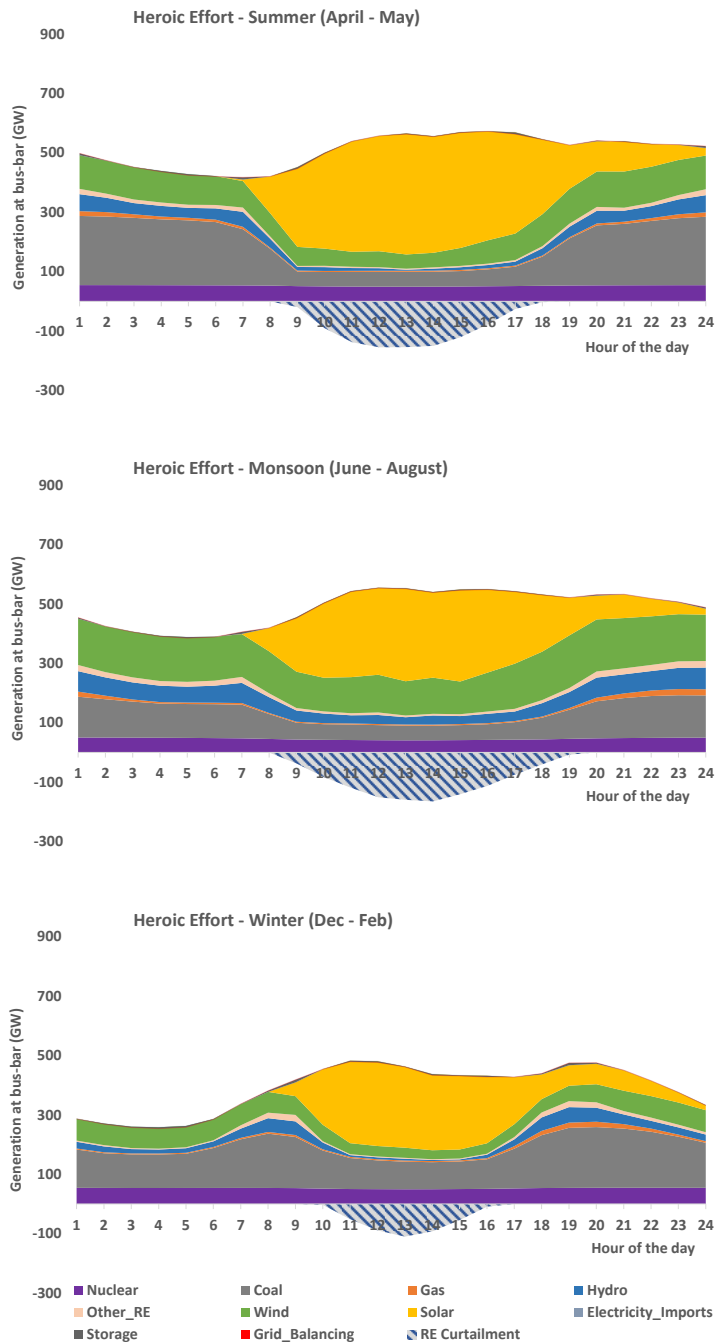 Heroic Effort - Summer (April - May)
Generation at bus-bar (GW)
900
700
500
300
100
-100
-300
1 2 3 4 5 6 7 8 9 10 11 12 13 14 15 16 17 18 19 20 21 22 23 24
Hour of the day
Heroic Effort - Monsoon (June - August)
Generation at bus-bar (GW)
900
700
500
300
100
-100
-300
1 2 3 4 5 6 7 8 9 10 11 12 13 14 15 16 17 18 19 20 21 22 23 24
Hour of the day
Heroic Effort - Winter (Dec - Feb)
Generation at bus-bar (GW)
900
700
500
300
100
-100
-300
1 2 3 4 5 6 7 8 9 10 11 12 13 14 15 16 17 18 19 20 21 22 23 24
Hour of the day
Nuclear Coal Gas Hydro
Other_RE Wind Solar Electricity_Imports
Storage Grid_Balancing RE Curtailment